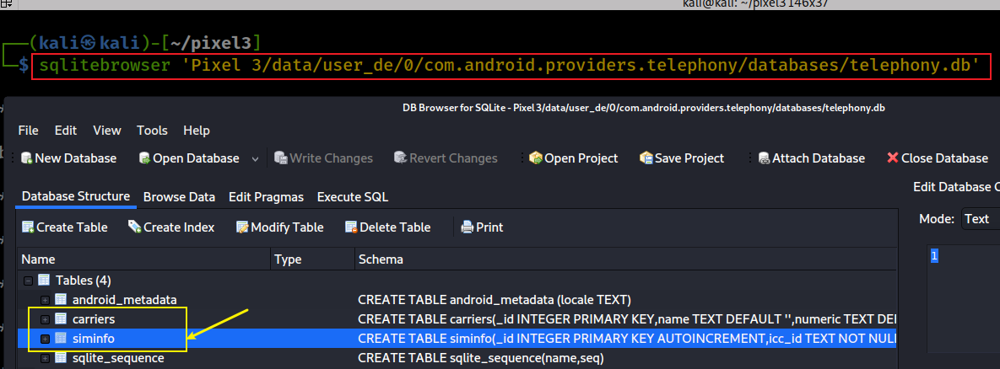 kali@kali: ~/pixel3 146x37
(kali㉿kali)-[~/pixel3]
$ sqlitebrowser 'Pixel 3/data/user_de/0/com.android.providers.telephony/databases/telephony.db'
DB Browser for SQLite - Pixel 3/data/user_de/0/com.android.providers.telephony/databases/telephony.db
File Edit View Tools Help
New Database Open Database Write Changes Revert Changes Open Project Save Project Attach Database Close Database
Edit Database C
Database Structure Browse Data Edit Pragmas Execute SQL
Mode: Text
Create Table Create Index Modify Table Delete Table Print
1
Name Type Schema
Tables (4)
android_metadata CREATE TABLE android_metadata (locale TEXT)
carriers CREATE TABLE carriers(_id INTEGER PRIMARY KEY,name TEXT DEFAULT '',numeric TEXT DE
siminfo CREATE TABLE siminfo(_id INTEGER PRIMARY KEY AUTOINCREMENT,icc_id TEXT NOT NUL
sqlite_sequence CREATE TABLE sqlite_sequence(name,seq)